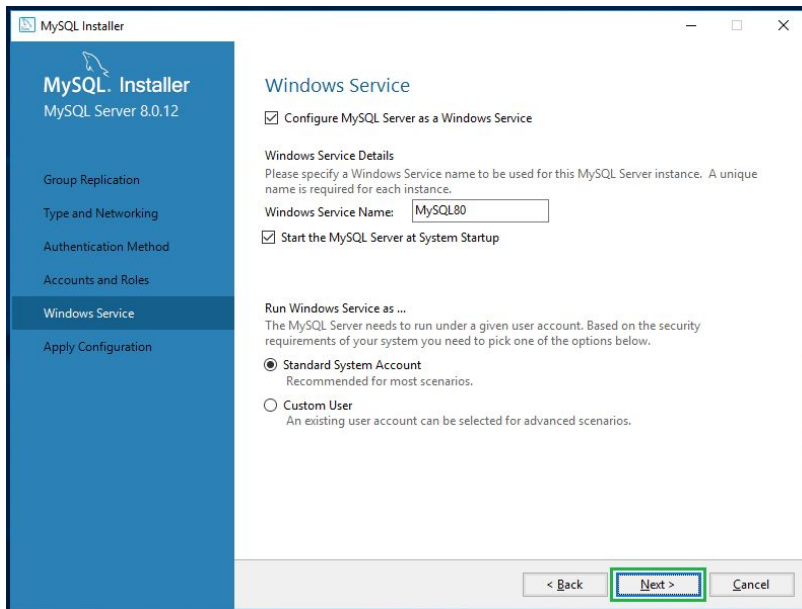 MySQL Installer
MySQL. Installer
MySQL Server 8.0.12
Group Replication
Type and Networking
Authentication Method
Accounts and Roles
Windows Service
Apply Configuration
Windows Service
Configure MySQL Server as a Windows Service
Windows Service Details
Please specify a Windows Service name to be used for this MySQL Server instance. A unique
name is required for each instance.
Windows Service Name: MySQL80
Start the MySQL Server at System Startup
Run Windows Service as ...
The MySQL Server needs to run under a given user account. Based on the security
requirements of your system you need to pick one of the options below.
Standard System Account
Recommended for most scenarios.
Custom User
An existing user account can be selected for advanced scenarios.
< Back Next > Cancel